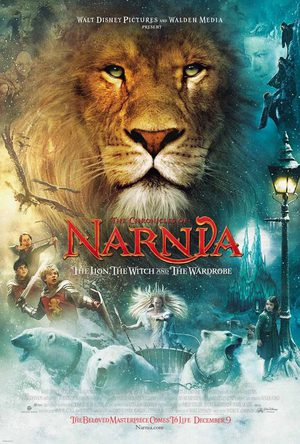 WALT DISNEY PICTURES AND WALDEN MEDIA
PRESENT
THE CHRONICLES OF
NARNIA
THE LION, THE WITCH AND THE WARDROBE
THE BELOVED MASTERPIECE COMES TO LIFE DECEMBER 9
Narnia.com